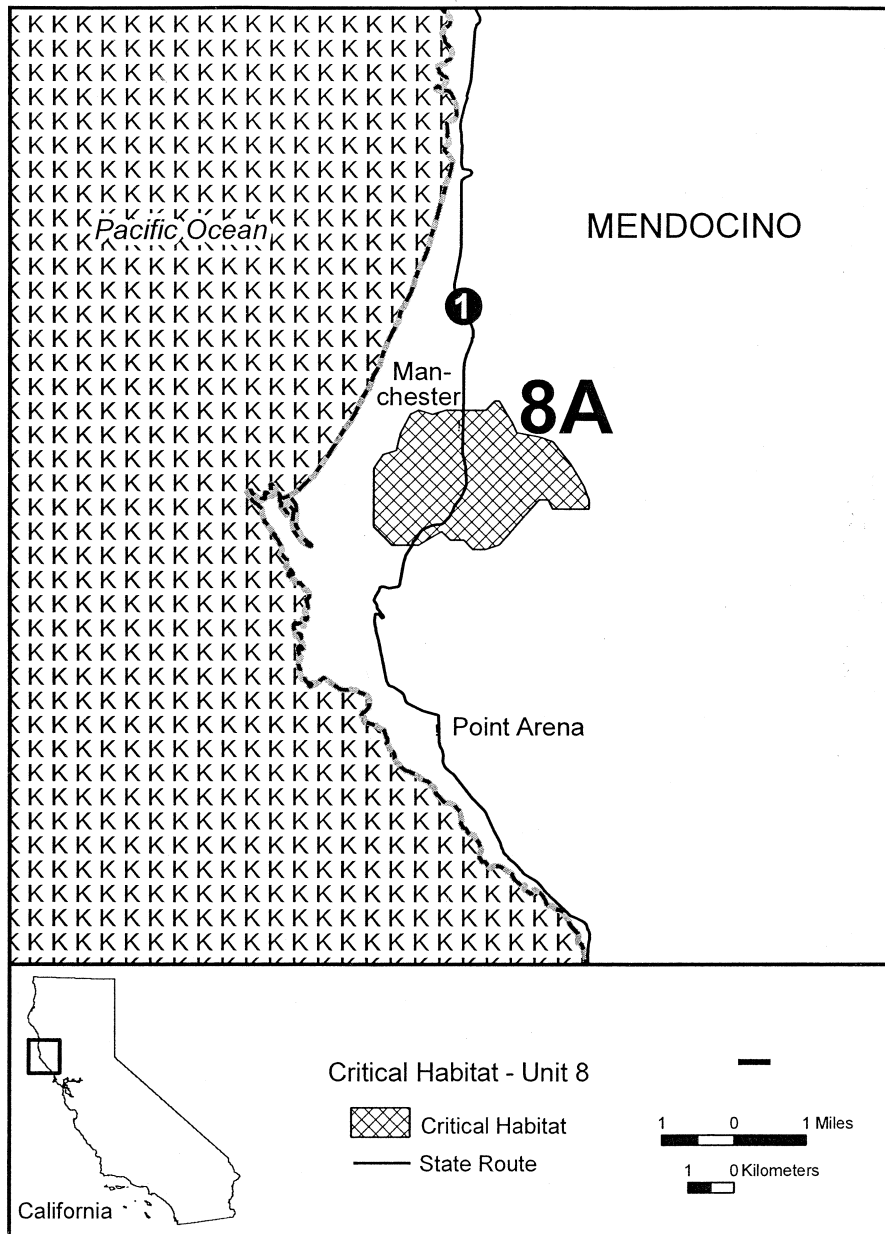 Pacific Ocean
MENDOCINO
1
Man-
chester
8A
Point Arena
Critical Habitat - Unit 8
Critical Habitat
State Route
1 0 1 Miles
1 0 Kilometers
California